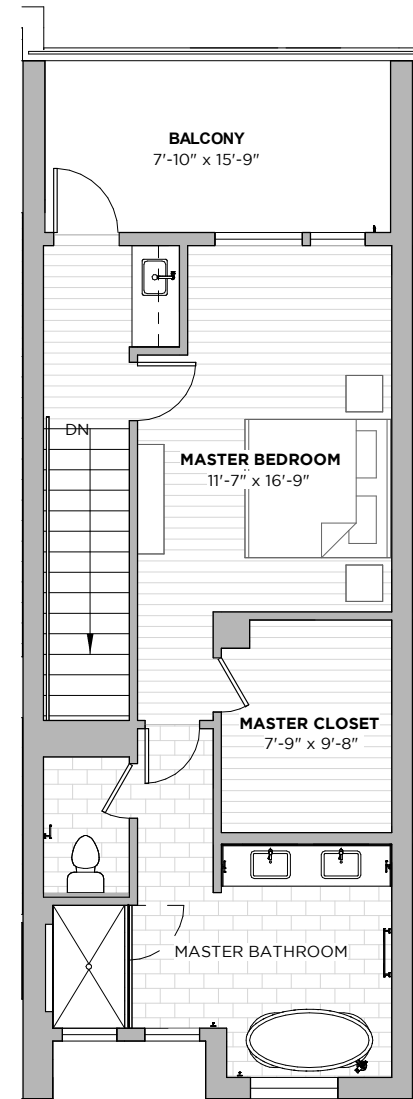 BALCONY
7'-10" x 15'-9"
DN
MASTER BEDROOM
11'-7" x 16'-9"
MASTER CLOSET
7'-9" x 9'-8"
MASTER BATHROOM